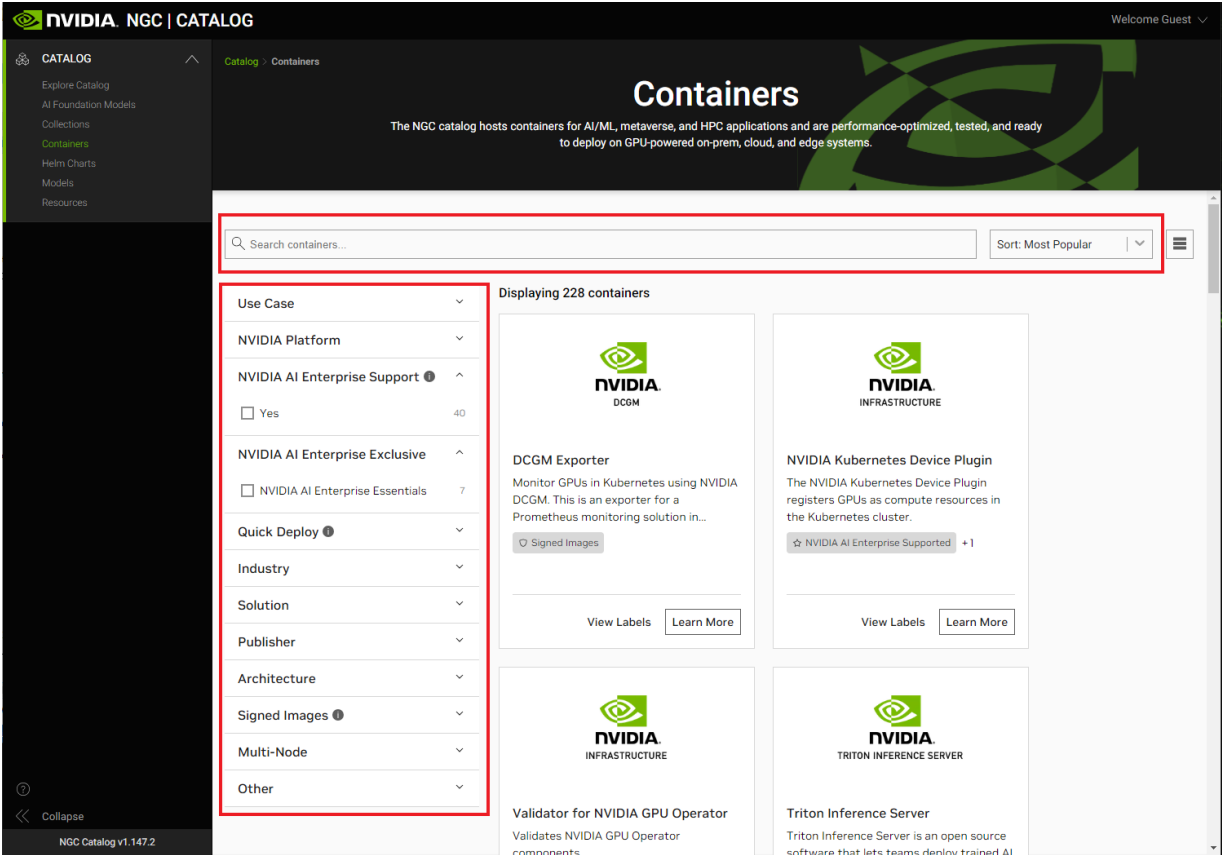 NVIDIA. NGC | CATALOG
Welcome Guest
CATALOG
Explore Catalog
AI Foundation Models
Collections
Containers
Helm Charts
Models
Resources
Catalog > Containers
Containers
The NGC catalog hosts containers for AI/ML, metaverse, and HPC applications and are performance-optimized, tested, and ready
to deploy on GPU-powered on-prem, cloud, and edge systems.
Search containers...
Sort: Most Popular
Use Case
NVIDIA Platform
NVIDIA AI Enterprise Support
Yes 40
NVIDIA AI Enterprise Exclusive
NVIDIA AI Enterprise Essentials 7
Quick Deploy
Industry
Solution
Publisher
Architecture
Signed Images
Multi-Node
Other
Displaying 228 containers
NVIDIA.
DCGM
DCGM Exporter
Monitor GPUs in Kubernetes using NVIDIA
DCGM. This is an exporter for a
Prometheus monitoring solution in...
Signed Images
View Labels Learn More
NVIDIA.
INFRASTRUCTURE
NVIDIA Kubernetes Device Plugin
The NVIDIA Kubernetes Device Plugin
registers GPUs as compute resources in
the Kubernetes cluster.
NVIDIA AI Enterprise Supported +1
View Labels Learn More
NVIDIA.
INFRASTRUCTURE
Validator for NVIDIA GPU Operator
Validates NVIDIA GPU Operator
components
NVIDIA.
TRITON INFERENCE SERVER
Triton Inference Server
Triton Inference Server is an open source
software that lets teams deploy trained AI
?
Collapse
NGC Catalog v1.147.2